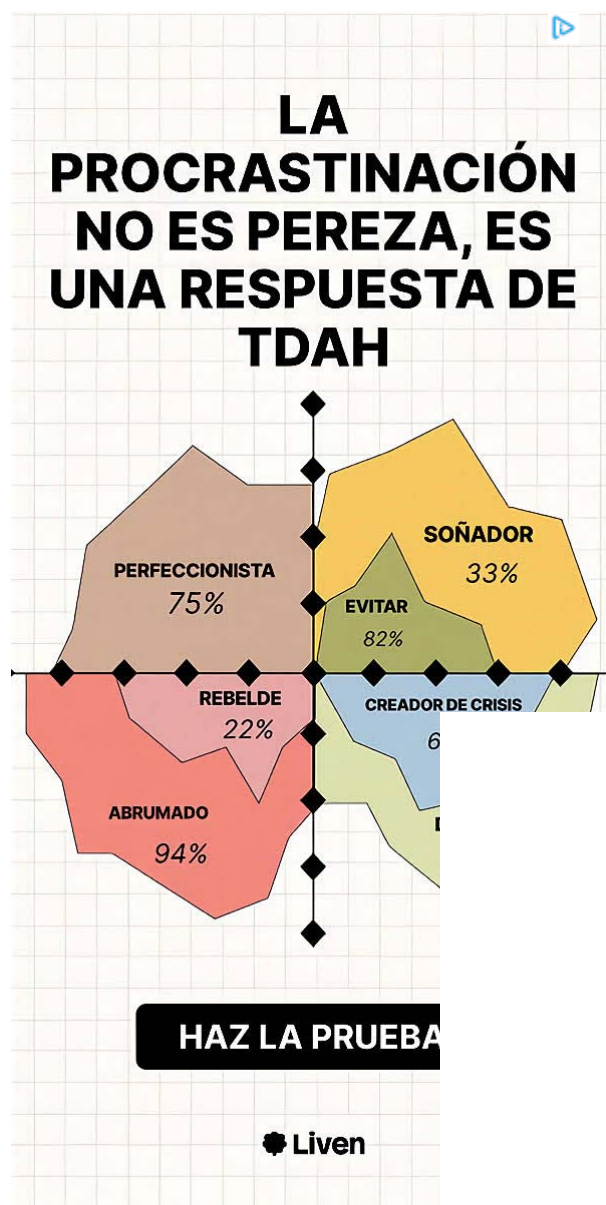 LA
PROCRASTINACIÓN
NO ES PEREZA, ES
UNA RESPUESTA DE
TDAH
SOÑADOR
33%
PERFECCIONISTA
75%
EVITAR
82%
REBELDE
22%
CREADOR DE CRISIS
ABRUMADO
94%
HAZ LA PRUEBA
Liven